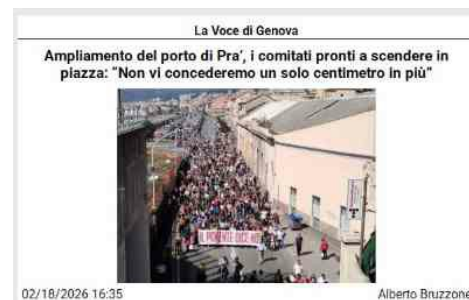 La Voce di Genova
Ampliamento del porto di Pra', i comitati pronti a scendere in
piazza: "Non vi concederemo un solo centimetro in più"
IL PONENTE DICE NO!
02/18/2026 16:35
Alberto Bruzzone